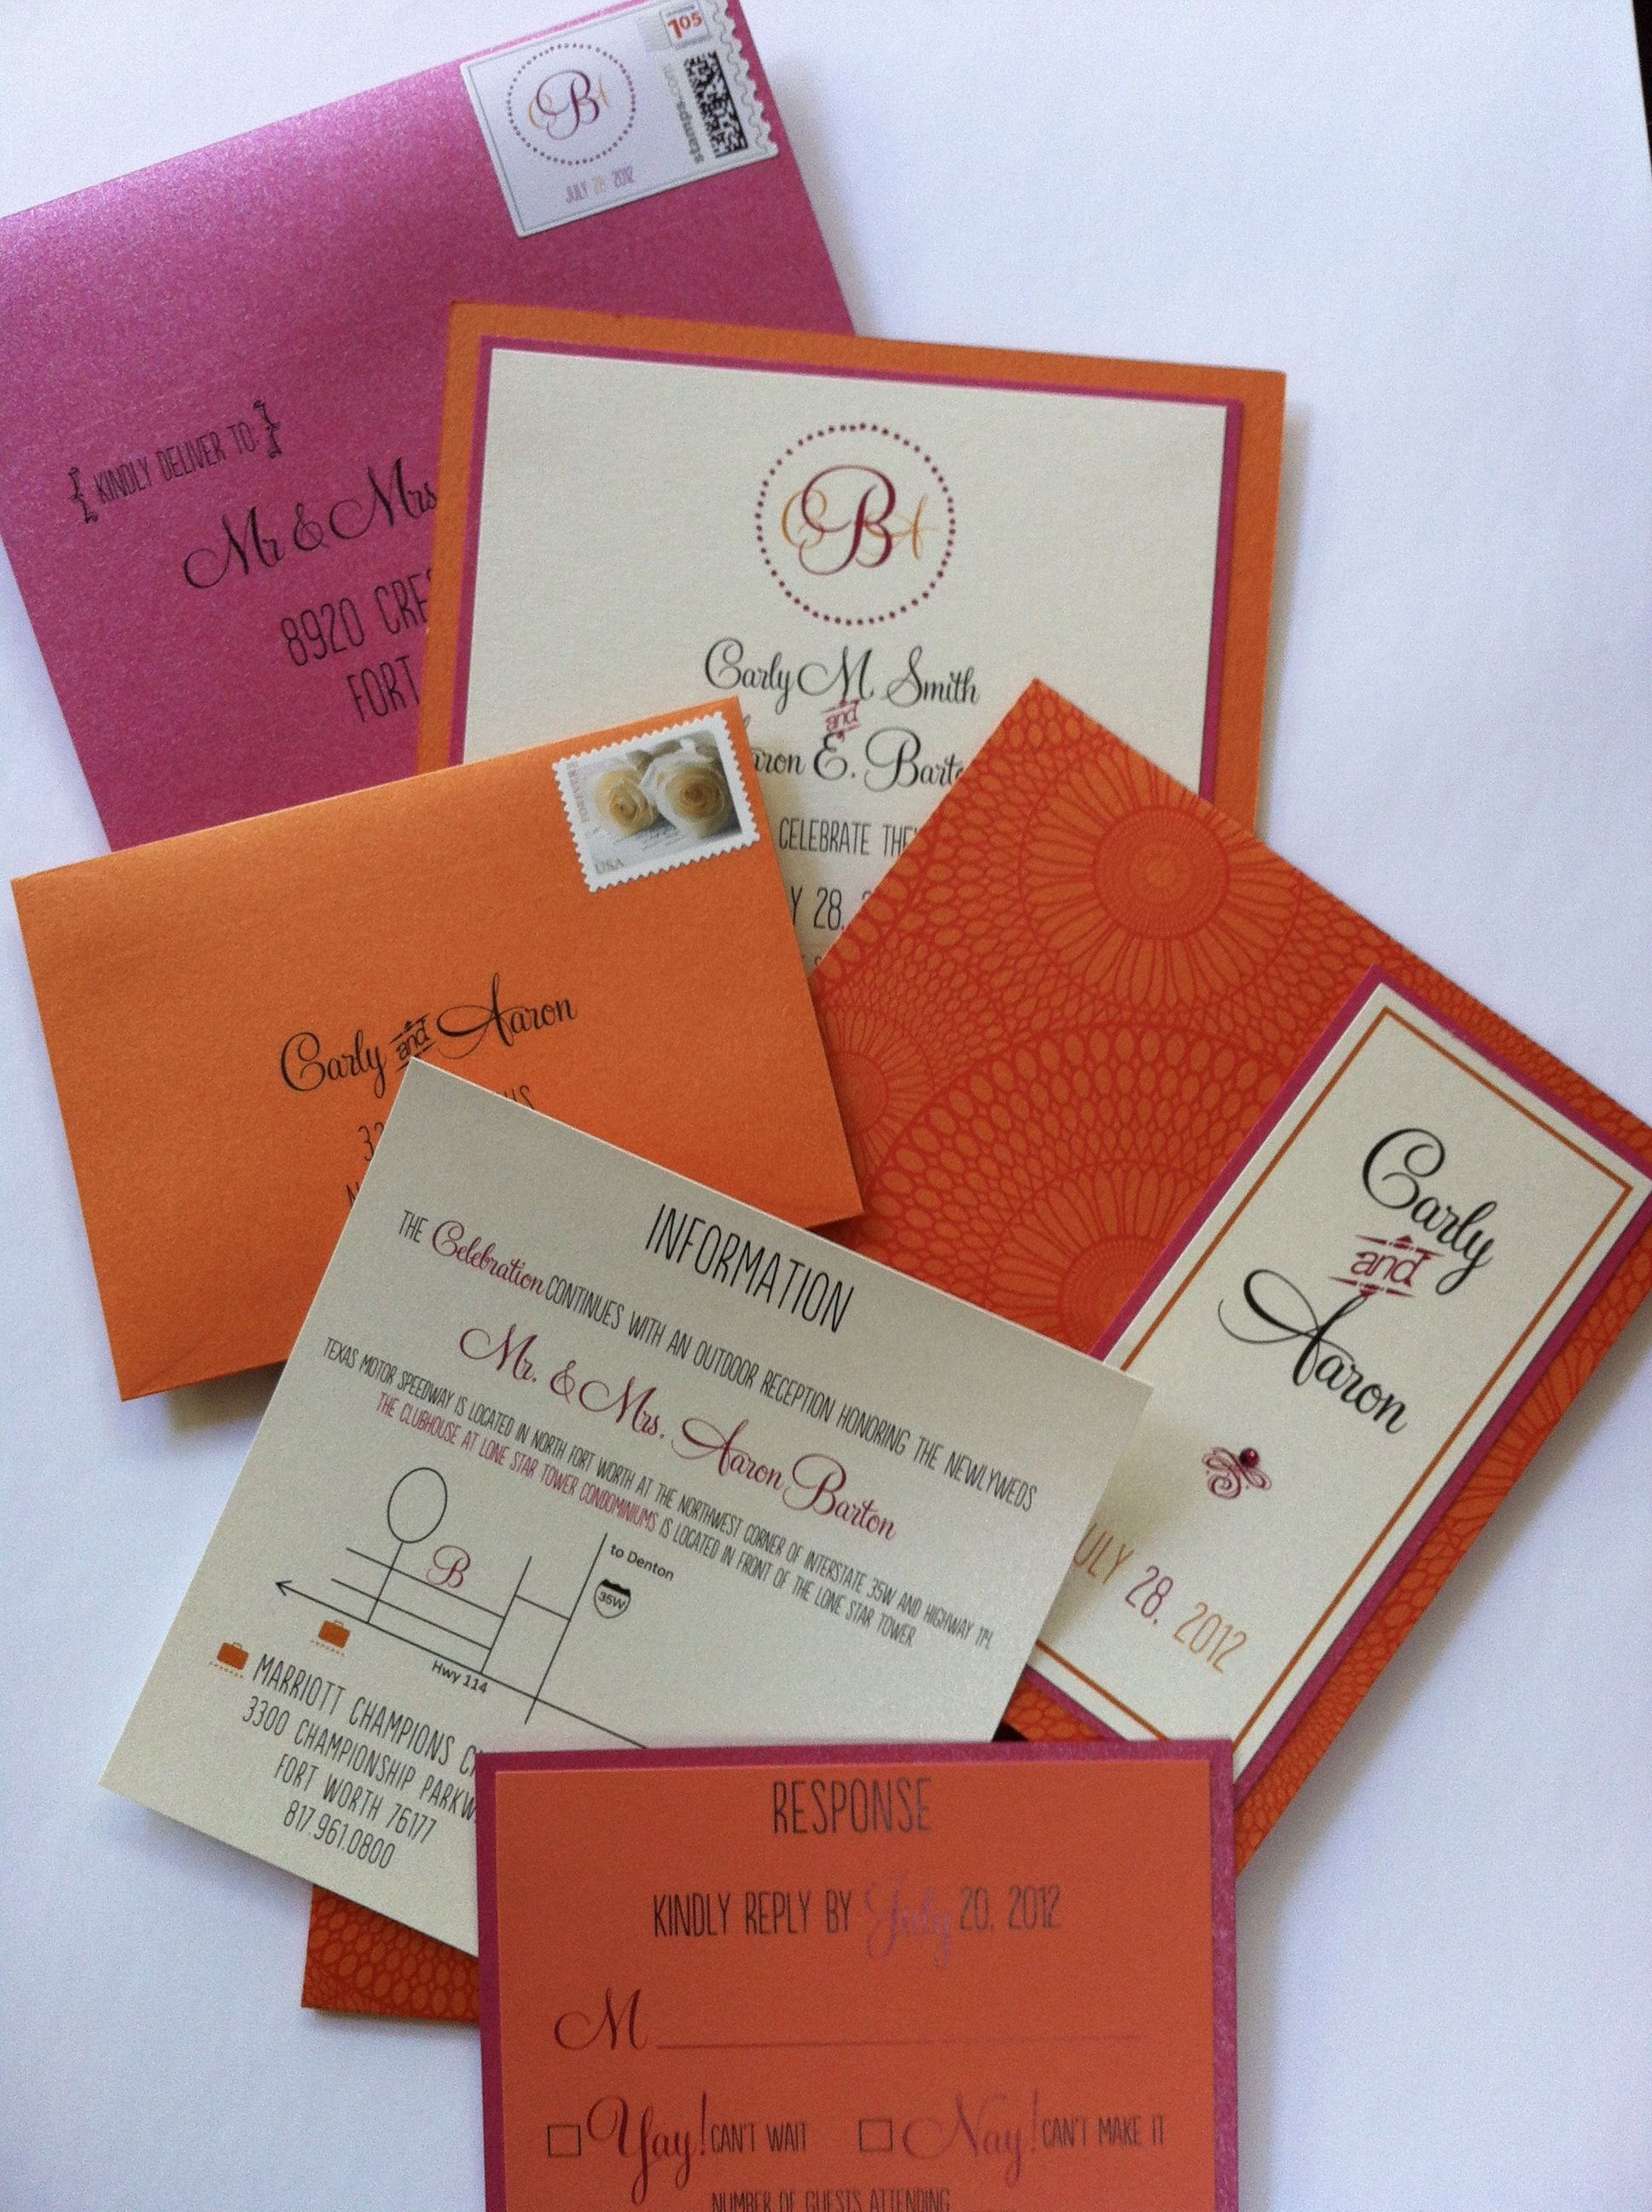 1.05
stamps.com
CBA
JULY 28 2012
{ KINDLY DELIVER TO: }
Mr & Mrs
8920 CRE
FORT
CBA
Carly M. Smith
and
aron E. Barto
CELEBRATE THE
Y 28, 2
FOREVER
USA
Carly and Aaron
Carly
and
Aaron
JULY 28, 2012
INFORMATION
THE Celebration CONTINUES WITH AN OUTDOOR RECEPTION HONORING THE NEWLYWEDS
Mr. & Mrs. Aaron Barton
TEXAS MOTOR SPEEDWAY IS LOCATED IN NORTH FORT WORTH AT THE NORTHWEST CORNER OF INTERSTATE 35W AND HIGHWAY 114.
THE CLUBHOUSE AT LONE STAR TOWER CONDOMINIUMS IS LOCATED IN FRONT OF THE LONE STAR TOWER
to Denton
35W
B
Hwy 114
MARRIOTT CHAMPIONS C
3300 CHAMPIONSHIP PARKW
FORT WORTH 76177
817.961.0800
RESPONSE
KINDLY REPLY BY July 20, 2012
M
Yay! CAN'T WAIT Nay! CAN'T MAKE IT
NUMBER OF GUESTS ATTENDING